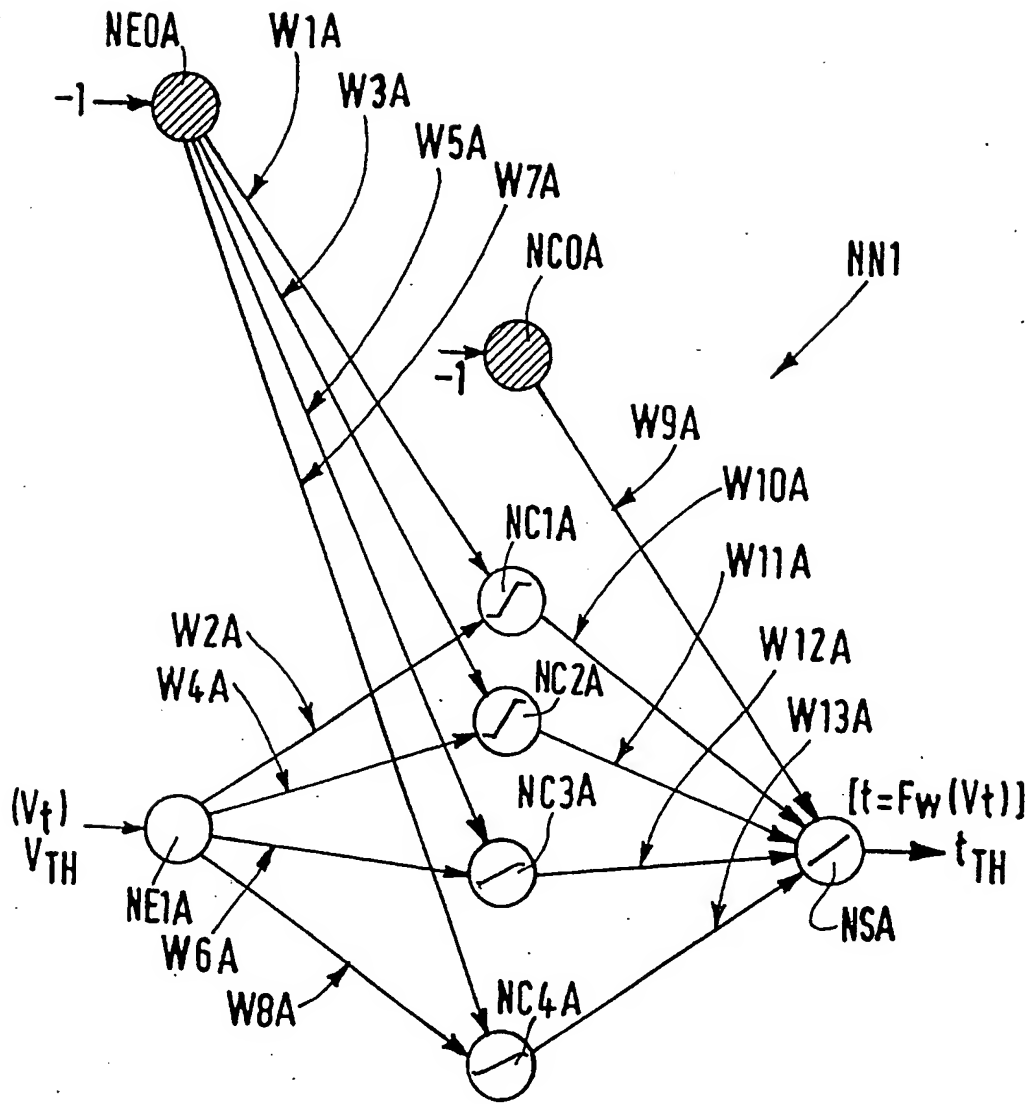 NE0A
W1A
W3A
W5A
W7A
-1
NC0A
NN1
-1
W9A
W10A
NC1A
W11A
W2A
W12A
W4A
NC2A
W13A
NC3A
(Vt)
VTH
[t=Fw(Vt)]
tTH
NE1A
NSA
W6A
W8A
NC4A